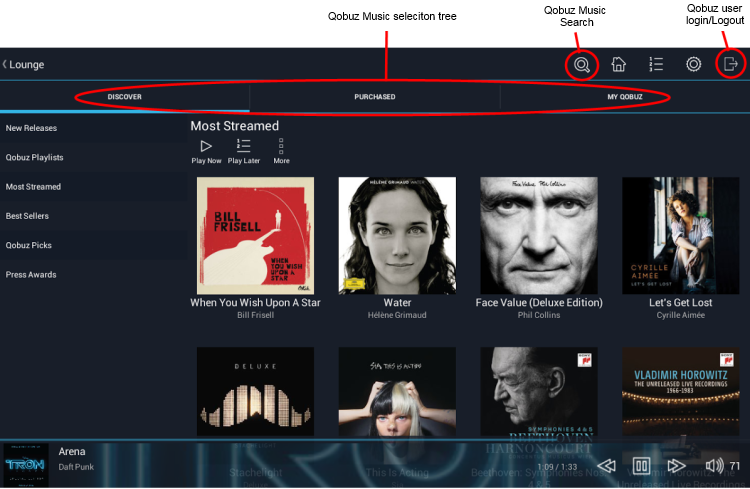 Qobuz Music seleciton tree
Qobuz Music
Search
Qobuz user
login/Logout
Lounge
DISCOVER
PURCHASED
MY QOBUZ
New Releases
Qobuz Playlists
Most Streamed
Best Sellers
Qobuz Picks
Press Awards
Most Streamed
Play Now
Play Later
More
BILL
FRISELL
WHEN YOU
WISH UPON
A STAR
HÉLÈNE GRIMAUD WATER
Face Value Phil Collins
CYRILLE
AIMÉE
LET'S GET LOST
When You Wish Upon A Star
Bill Frisell
Water
Hélène Grimaud
Face Value (Deluxe Edition)
Phil Collins
Let's Get Lost
Cyrille Aimée
DELUXE
SIA THIS IS ACTING
SYMPHONIES 4 & 5
BEETHOVEN
HARNONCOURT
VLADIMIR HOROWITZ
THE UNRELEASED LIVE RECORDINGS
1966-1983
Stachelight
This Is Acting
Beethoven: Symphonies Nos.
4 & 5
Vladimir Horowitz: The
Unreleased Live Recordings
TRON
Arena
Daft Punk
1:09 / 1:33
71